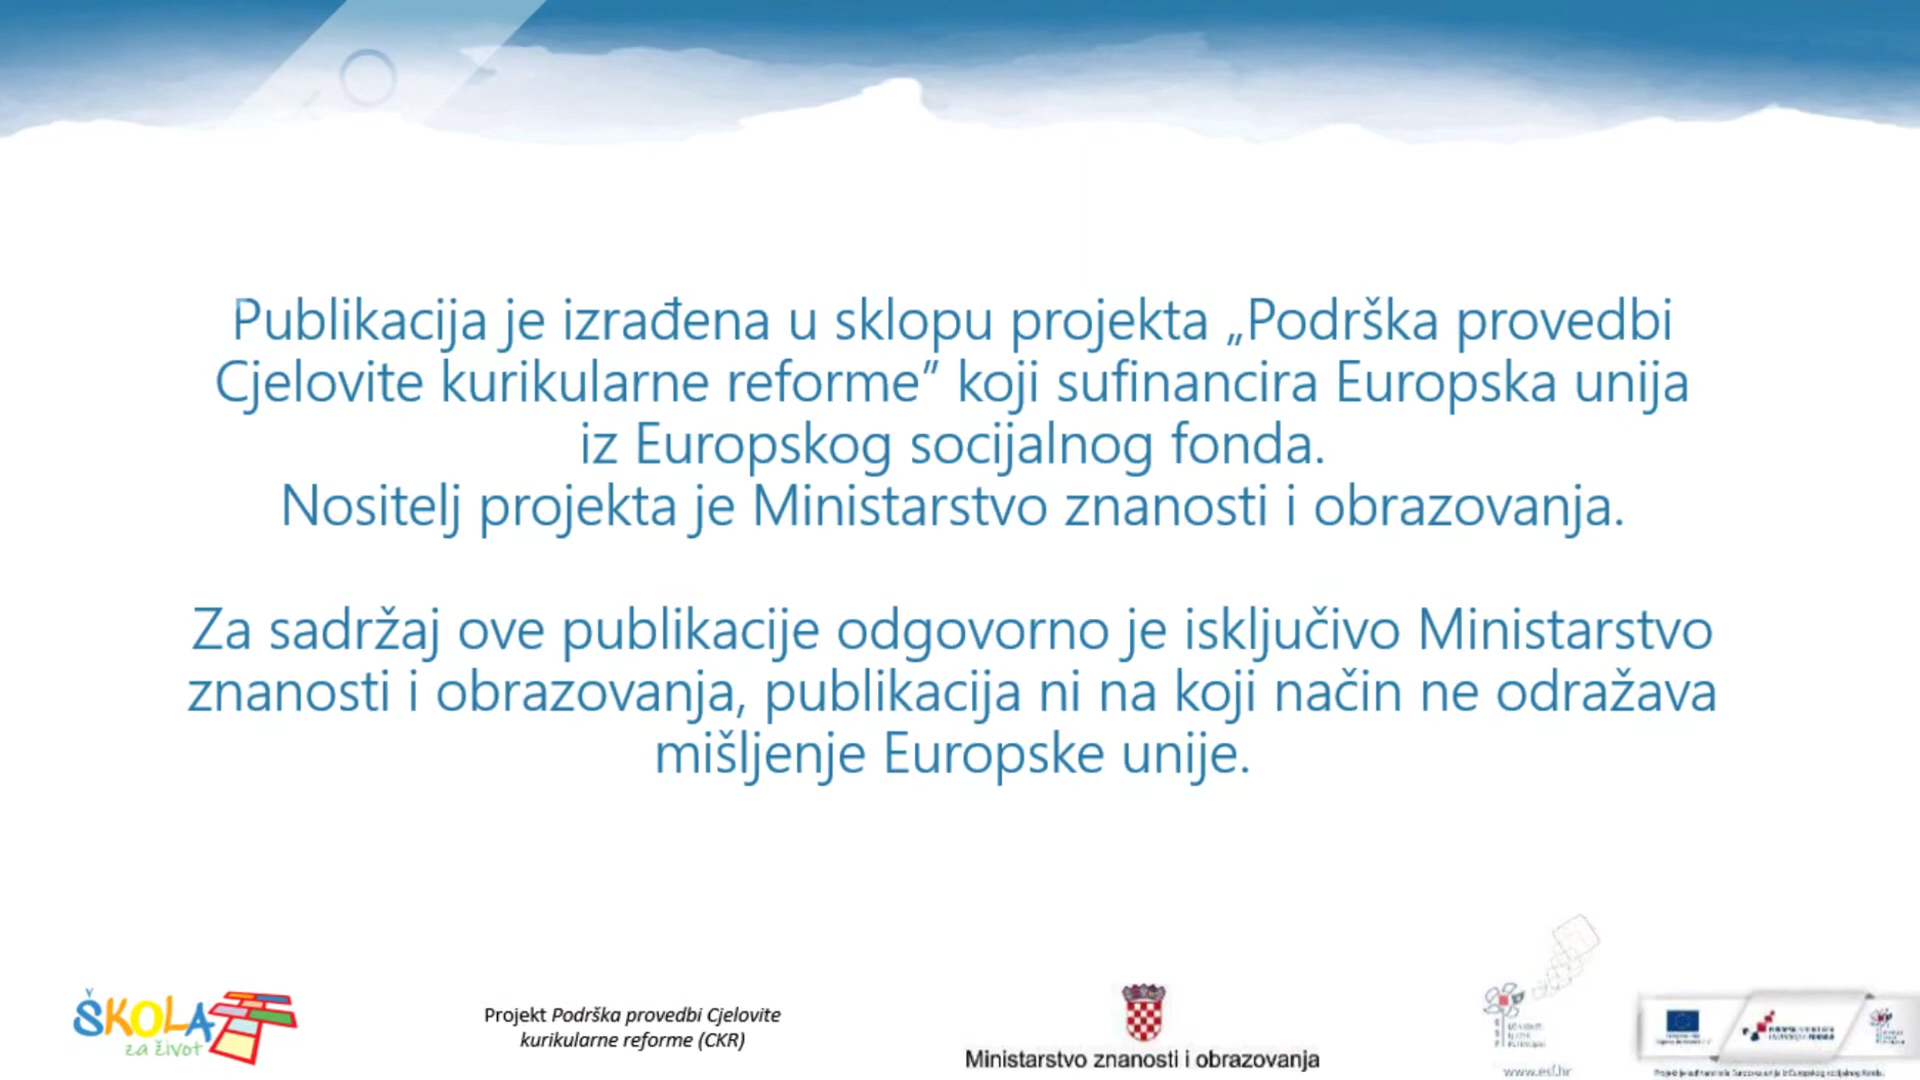 Publikacija je izrađena u sklopu projekta „Podrška provedbi
Cjelovite kurikularne reforme” koji sufinancira Europska unija
iz Europskog socijalnog fonda.
Nositelj projekta je Ministarstvo znanosti i obrazovanja.
Za sadržaj ove publikacije odgovorno je isključivo Ministarstvo
znanosti i obrazovanja, publikacija ni na koji način ne odražava
mišljenje Europske unije.
ŠKOLA
za život
Projekt Podrška provedbi Cjelovite
kurikularne reforme (CKR)
Ministarstvo znanosti i obrazovanja
www.esf.hr